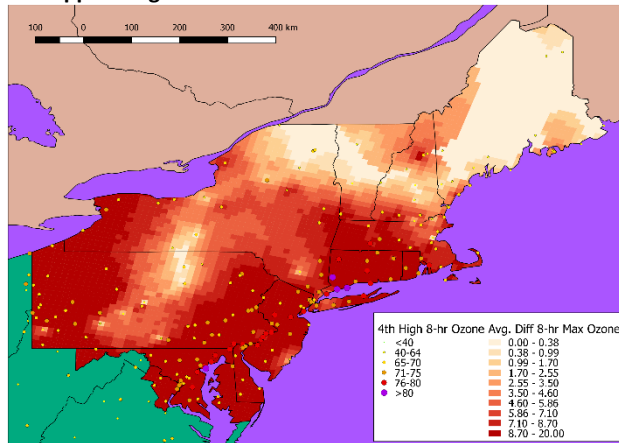 100 0 100 200 300 400 km
4th High 8-hr Ozone Avg. Diff 8-hr Max Ozone
<40 0.00 - 0.38
40-64 0.38 - 0.99
65-70 0.99 - 1.70
71-75 1.70 - 2.55
76-80 2.55 - 3.50
>80 3.50 - 4.60
4.60 - 5.86
5.86 - 7.10
7.10 - 8.70
8.70 - 20.00